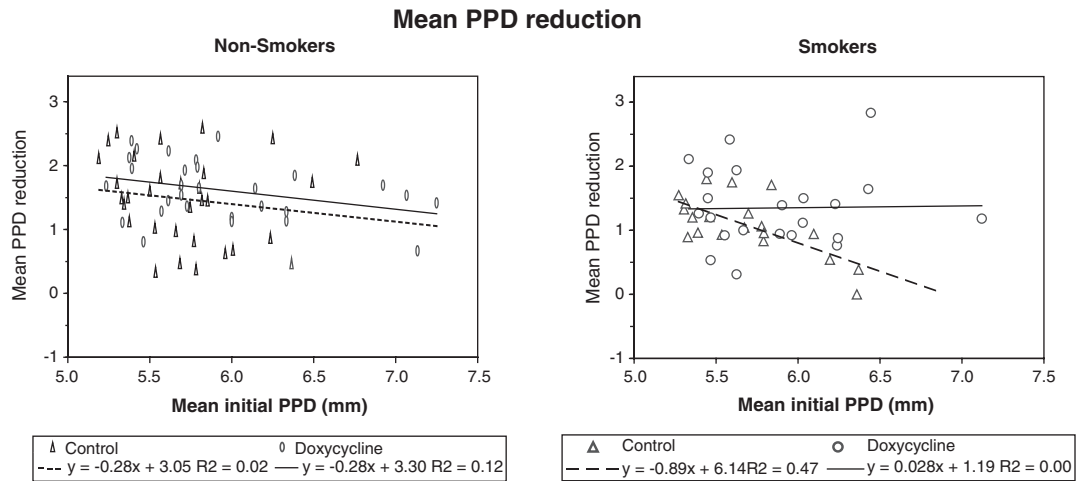 Mean PPD reduction
Non-Smokers
Mean PPD reduction
3
2
1
0
-1
5.0 5.5 6.0 6.5 7.0 7.5
Mean initial PPD (mm)
Control Doxycycline
y = -0.28x + 3.05 R2 = 0.02 y = -0.28x + 3.30 R2 = 0.12
Smokers
Mean PPD reduction
3
2
1
0
-1
5.0 5.5 6.0 6.5 7.0 7.5
Mean initial PPD (mm)
Control Doxycycline
y = -0.89x + 6.14R2 = 0.47 y = 0.028x + 1.19 R2 = 0.00